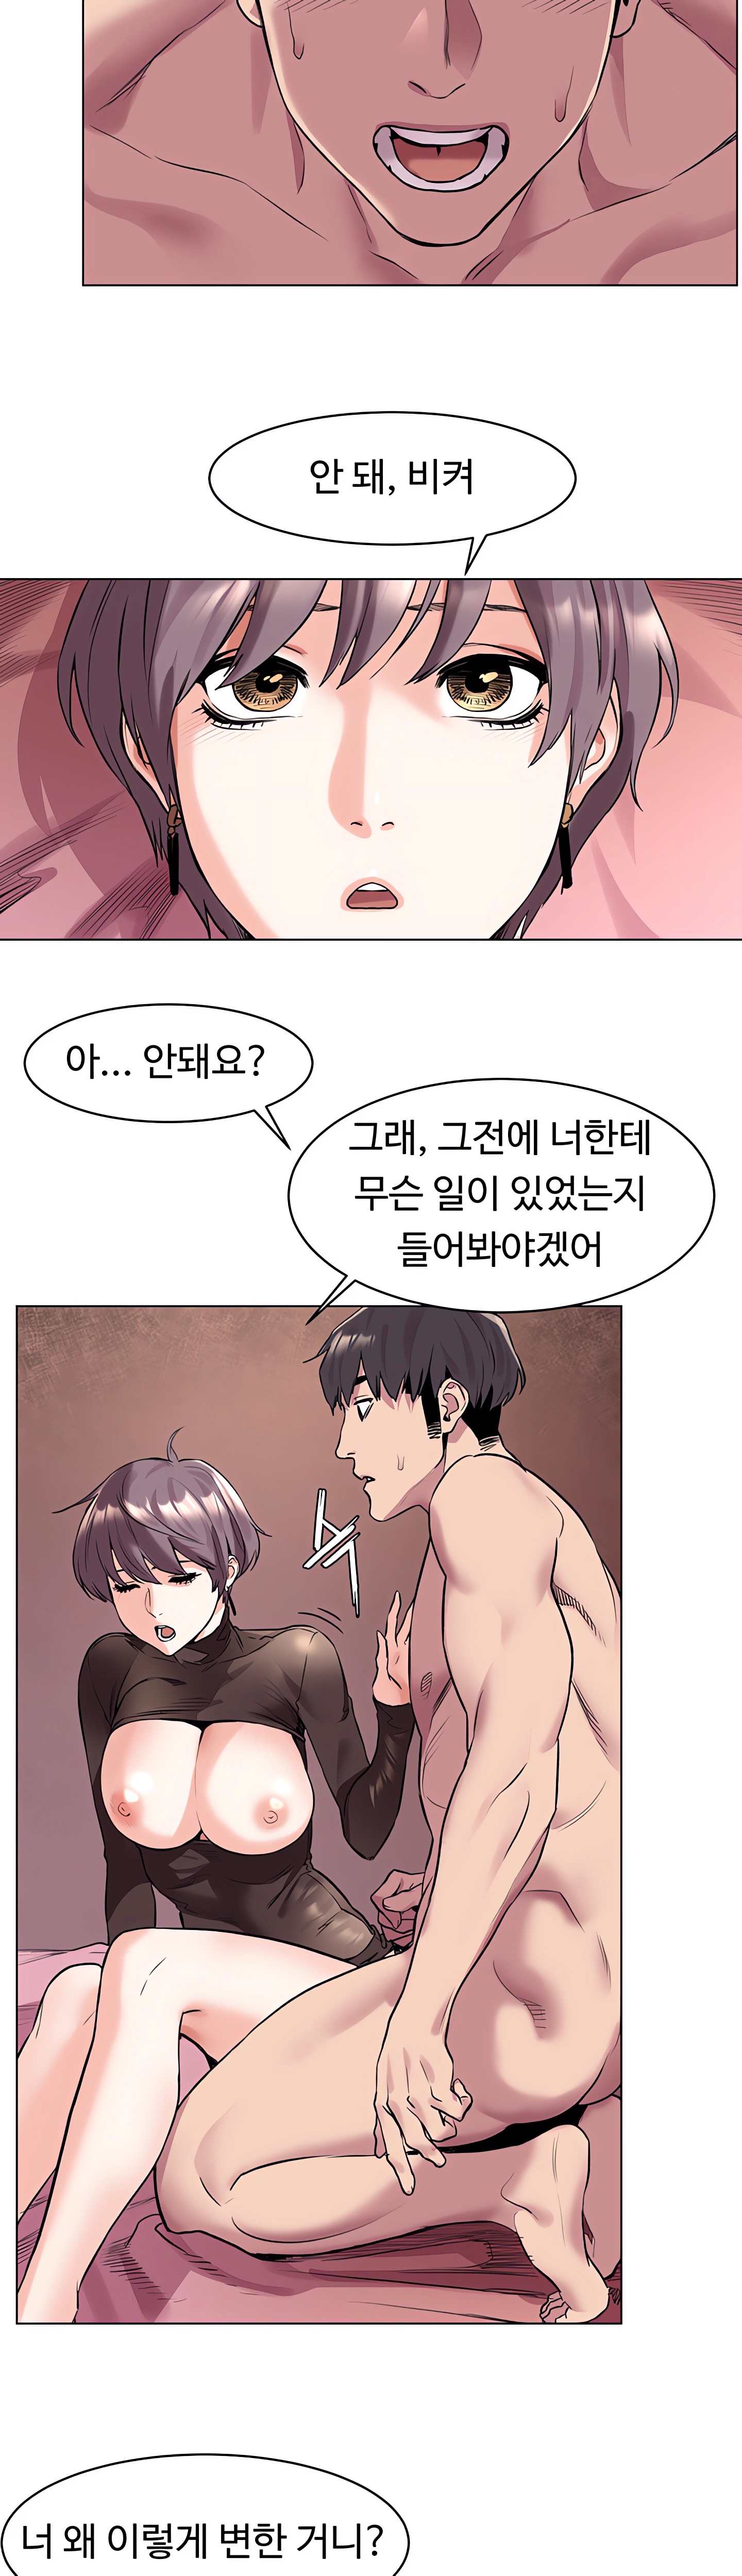 안 돼, 비켜
아... 안돼요?
그래, 그전에 너한테
무슨 일이 있었는지
들어봐야겠어
턱
너 왜 이렇게 변한 거니?